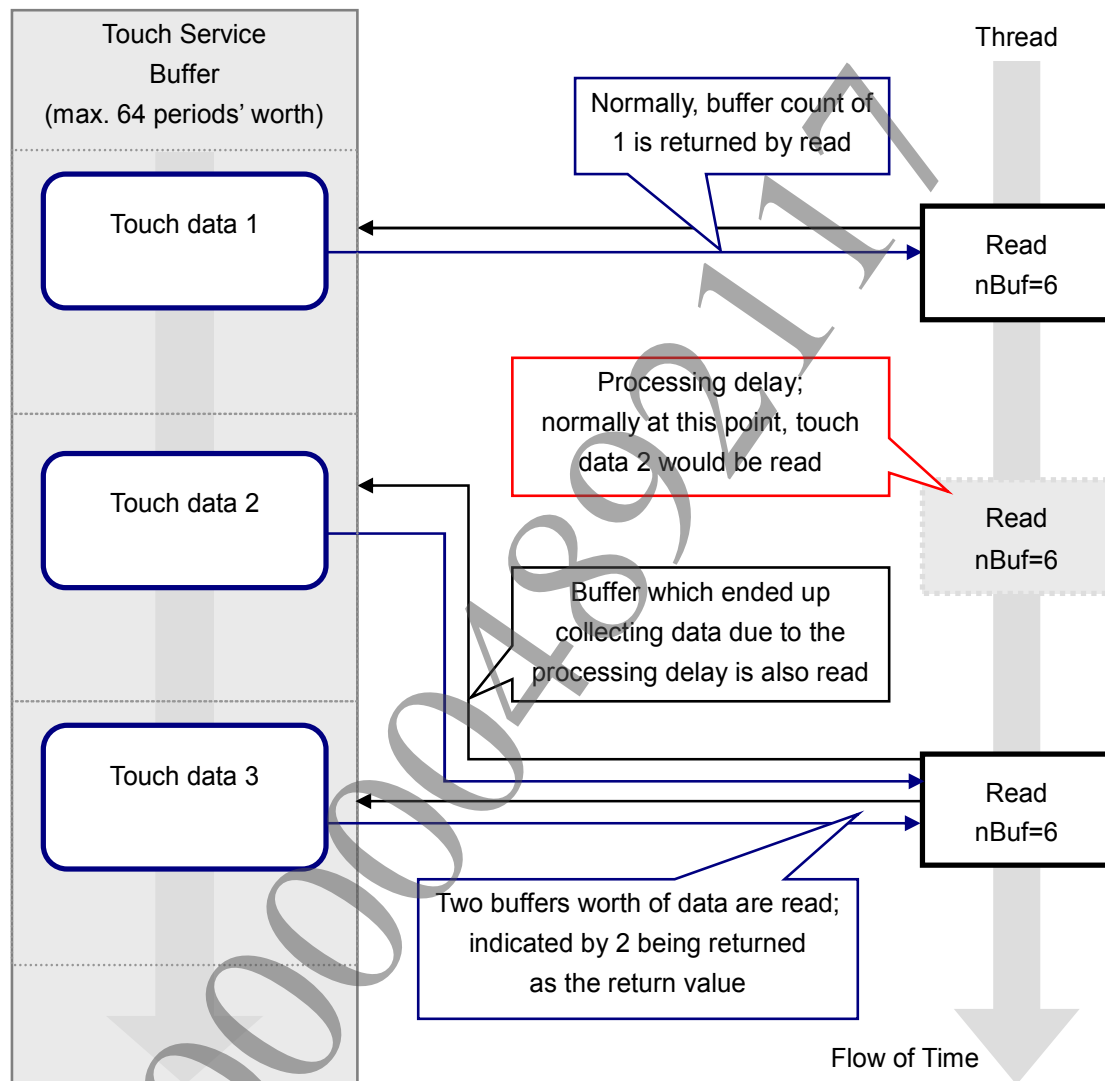 Touch Service
Buffer
(max. 64 periods' worth)
Thread
Normally, buffer count of
1 is returned by read
Touch data 1
Read
nBuf=6
Processing delay;
normally at this point, touch
data 2 would be read
Touch data 2
Read
nBuf=6
Buffer which ended up
collecting data due to the
processing delay is also read
Touch data 3
Read
nBuf=6
Two buffers worth of data are read;
indicated by 2 being returned
as the return value
Flow of Time
000004892117